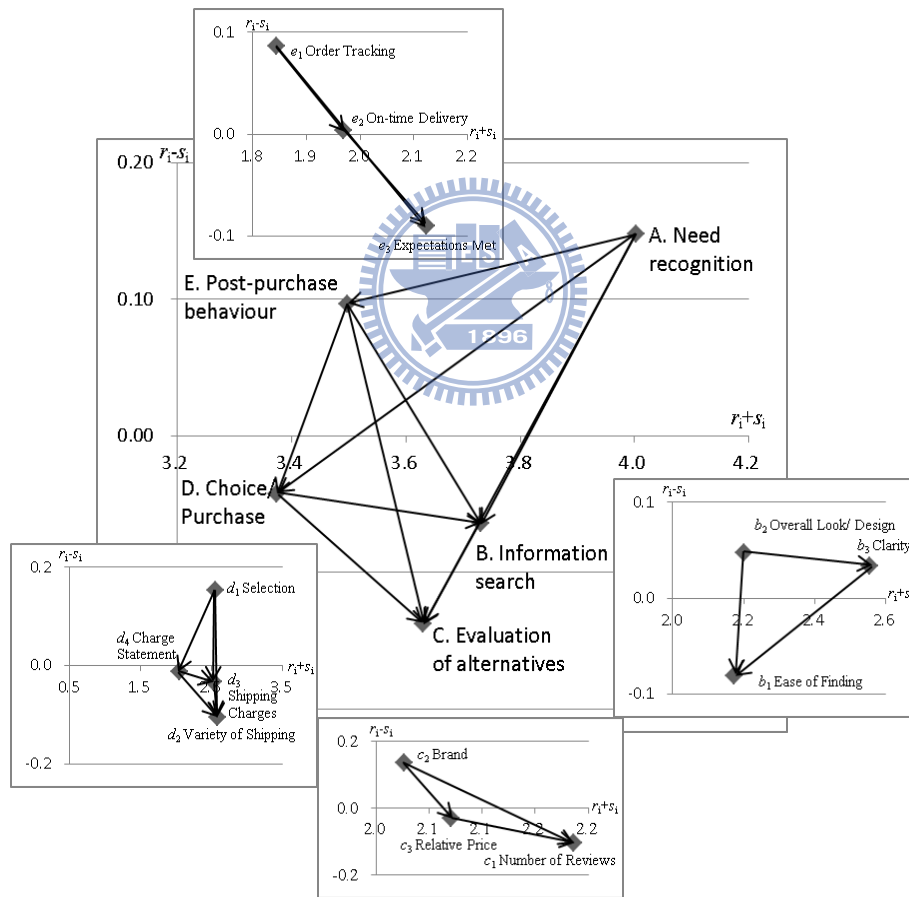 rᵢ-sᵢ
0.1
e₁ Order Tracking
e₂ On-time Delivery
rᵢ+sᵢ
0.0
1.8 1.9 2.0 2.1 2.2
-0.1
e₃ Expectations Met
rᵢ-sᵢ
0.20
A. Need
recognition
E. Post-purchase
behaviour
0.10
1896
rᵢ+sᵢ
0.00
3.2 3.4 3.6 3.8 4.0 4.2
D. Choice/
Purchase
B. Information
search
C. Evaluation
of alternatives
rᵢ-sᵢ
0.1
b₂ Overall Look/ Design
b₃ Clarity
rᵢ+s
0.0
2.0 2.2 2.4 2.6
b₁ Ease of Finding
-0.1
rᵢ-sᵢ
0.2
d₁ Selection
d₄ Charge
Statement
rᵢ+sᵢ
0.0
0.5 1.5 2.5 3.5
d₃
Shipping
Charges
d₂ Variety of Shipping
-0.2
rᵢ-sᵢ
0.2
c₂ Brand
rᵢ+sᵢ
0.0
2.0 2.1 2.1 2.2 2.2
c₃ Relative Price
c₁ Number of Reviews
-0.2